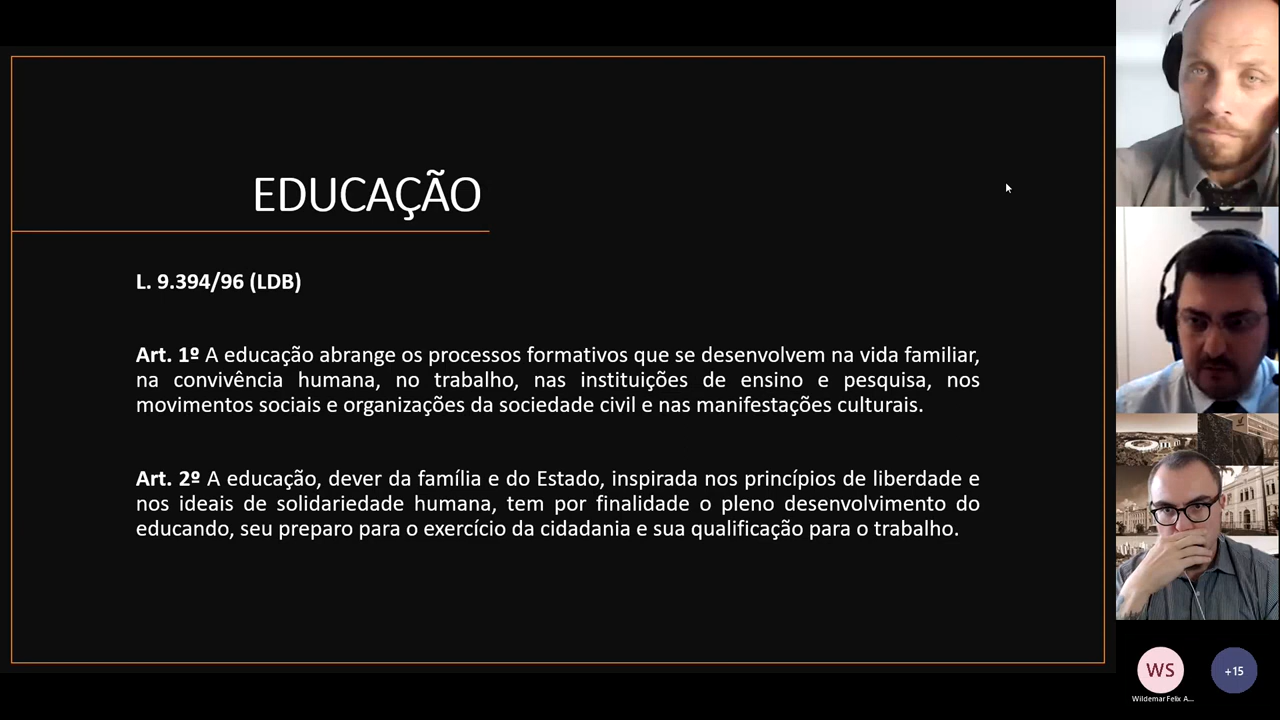 EDUCAÇÃO
L. 9.394/96 (LDB)
Art. 1º A educação abrange os processos formativos que se desenvolvem na vida familiar,
na convivência humana, no trabalho, nas instituições de ensino e pesquisa, nos
movimentos sociais e organizações da sociedade civil e nas manifestações culturais.
Art. 2º A educação, dever da família e do Estado, inspirada nos princípios de liberdade e
nos ideais de solidariedade humana, tem por finalidade o pleno desenvolvimento do
educando, seu preparo para o exercício da cidadania e sua qualificação para o trabalho.
WS
+15
Wildemar Felix A...